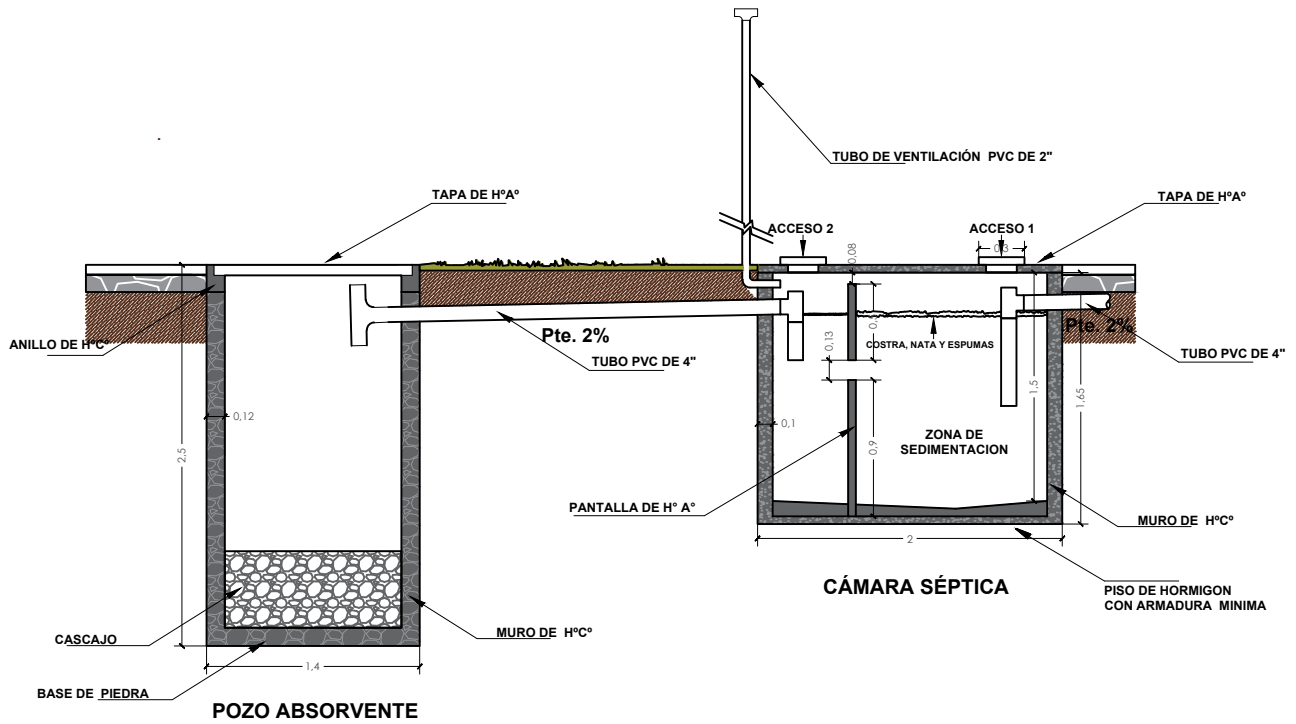 TUBO DE VENTILACIÓN PVC DE 2"
TAPA DE HºAº
TAPA DE HºAº
ACCESO 2
ACCESO 1
0,3
0,08
Pte. 2%
Pte. 2%
ANILLO DE HºCº
TUBO PVC DE 4"
COSTRA, NATA Y ESPUMAS
TUBO PVC DE 4"
0,13
0,12
0,1
1,5
1,65
2,5
0,9
ZONA DE
SEDIMENTACION
PANTALLA DE H° A°
MURO DE HºCº
2
CÁMARA SÉPTICA
PISO DE HORMIGON
CON ARMADURA MINIMA
CASCAJO
MURO DE HºCº
1,4
BASE DE PIEDRA
POZO ABSORVENTE